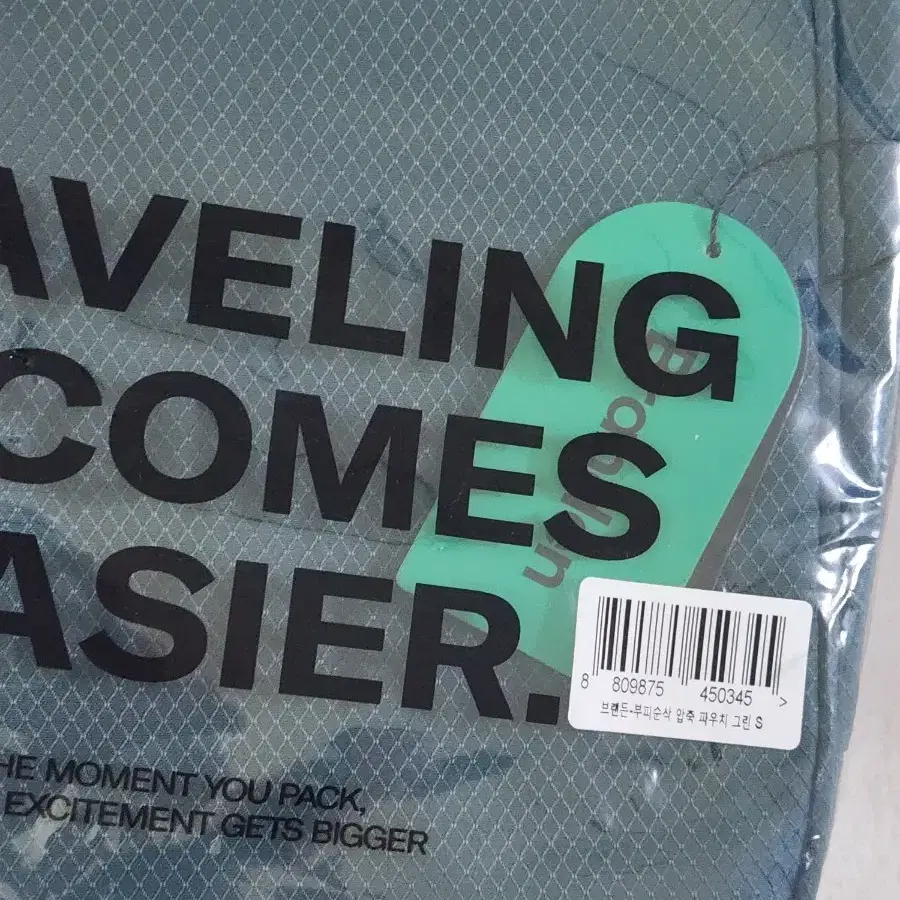 AVELING
COMES
ASIER.
HE MOMENT YOU PACK,
EXCITEMENT GETS BIGGER
8 809875 450345 >
브랜든-부피순삭 압축 파우치 그린 S